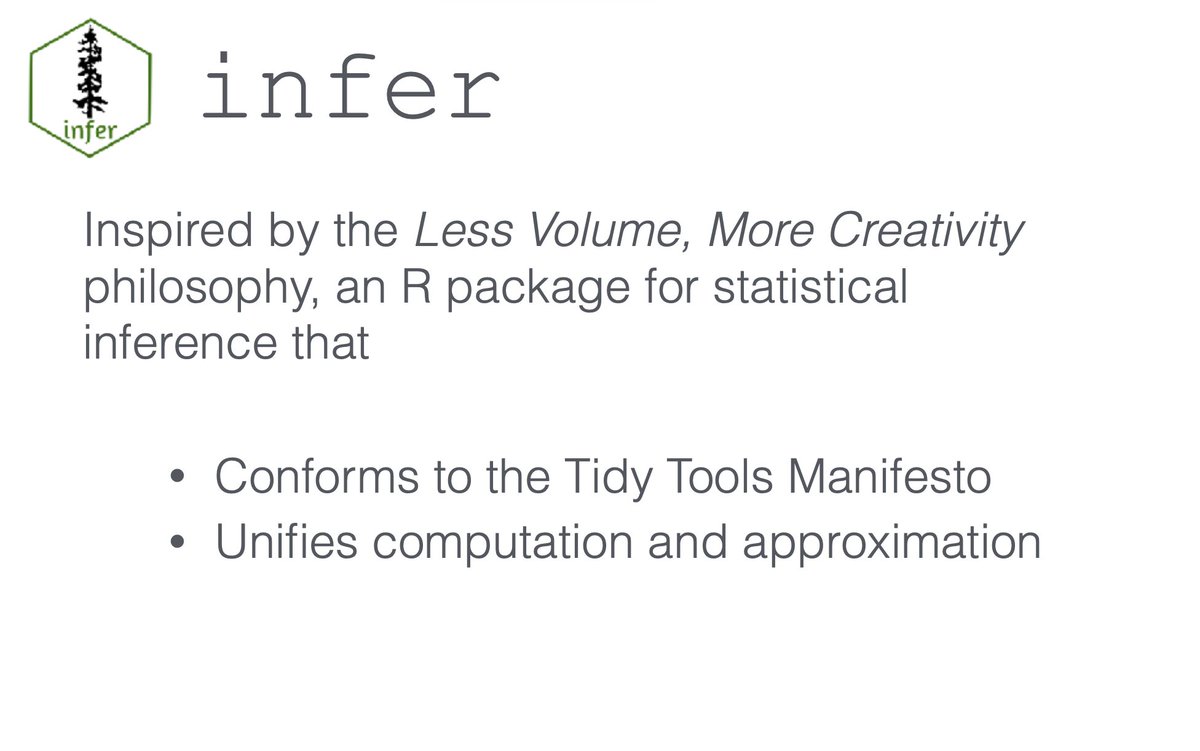 infer
infer
Inspired by the Less Volume, More Creativity
philosophy, an R package for statistical
inference that
• Conforms to the Tidy Tools Manifesto
• Unifies computation and approximation